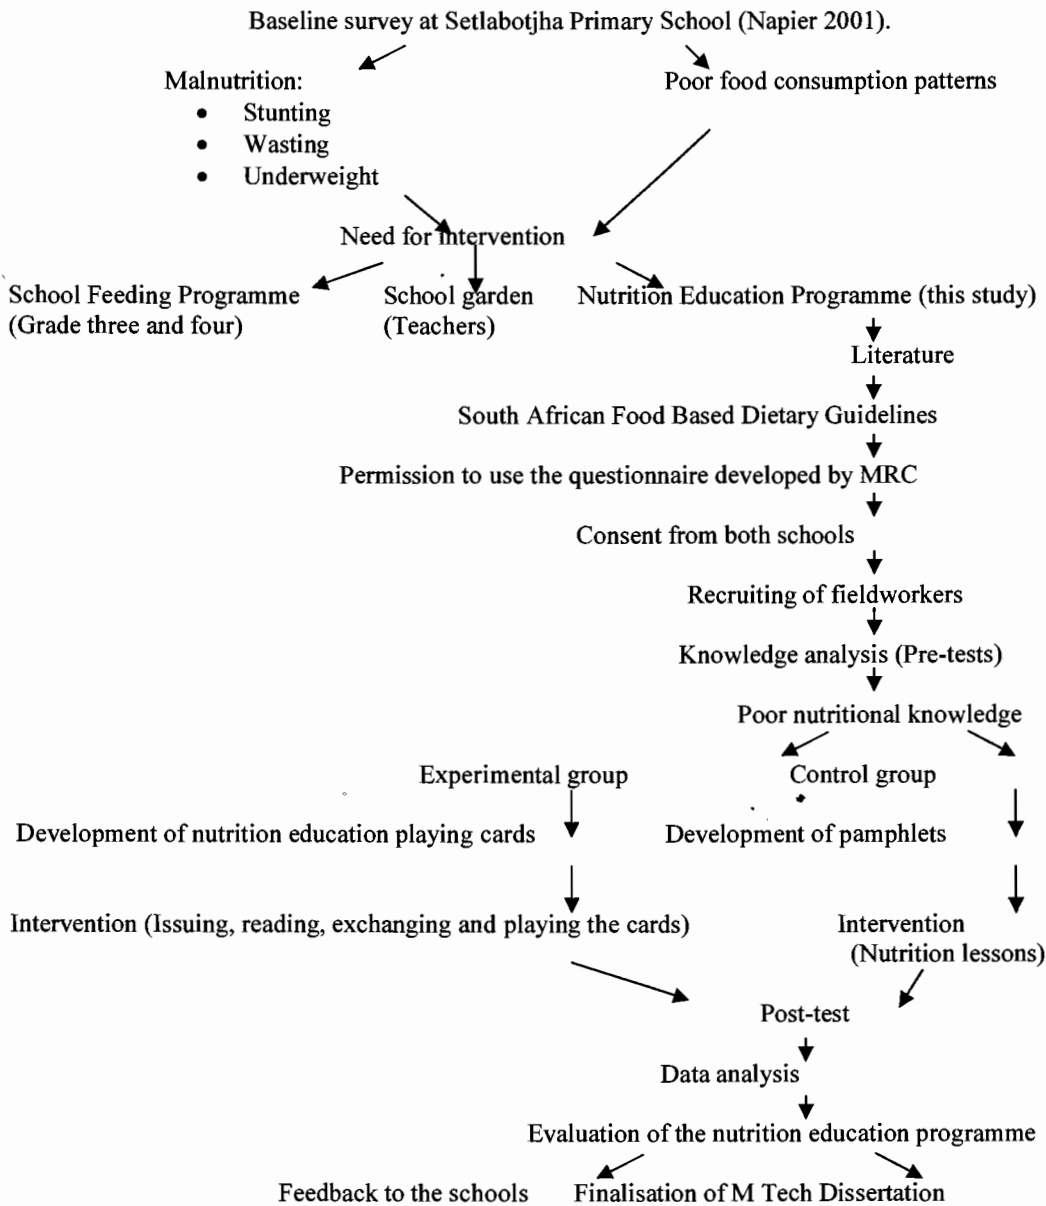 Baseline survey at Setlabotjha Primary School (Napier 2001).
Malnutrition:
• Stunting
• Wasting
• Underweight
Poor food consumption patterns
Need for intervention
School Feeding Programme
(Grade three and four)
School garden
(Teachers)
Nutrition Education Programme (this study)
Literature
South African Food Based Dietary Guidelines
Permission to use the questionnaire developed by MRC
Consent from both schools
Recruiting of fieldworkers
Knowledge analysis (Pre-tests)
Poor nutritional knowledge
Experimental group
Control group
Development of nutrition education playing cards
Development of pamphlets
Intervention (Issuing, reading, exchanging and playing the cards)
Intervention
(Nutrition lessons)
Post-test
Data analysis
Evaluation of the nutrition education programme
Feedback to the schools
Finalisation of M Tech Dissertation